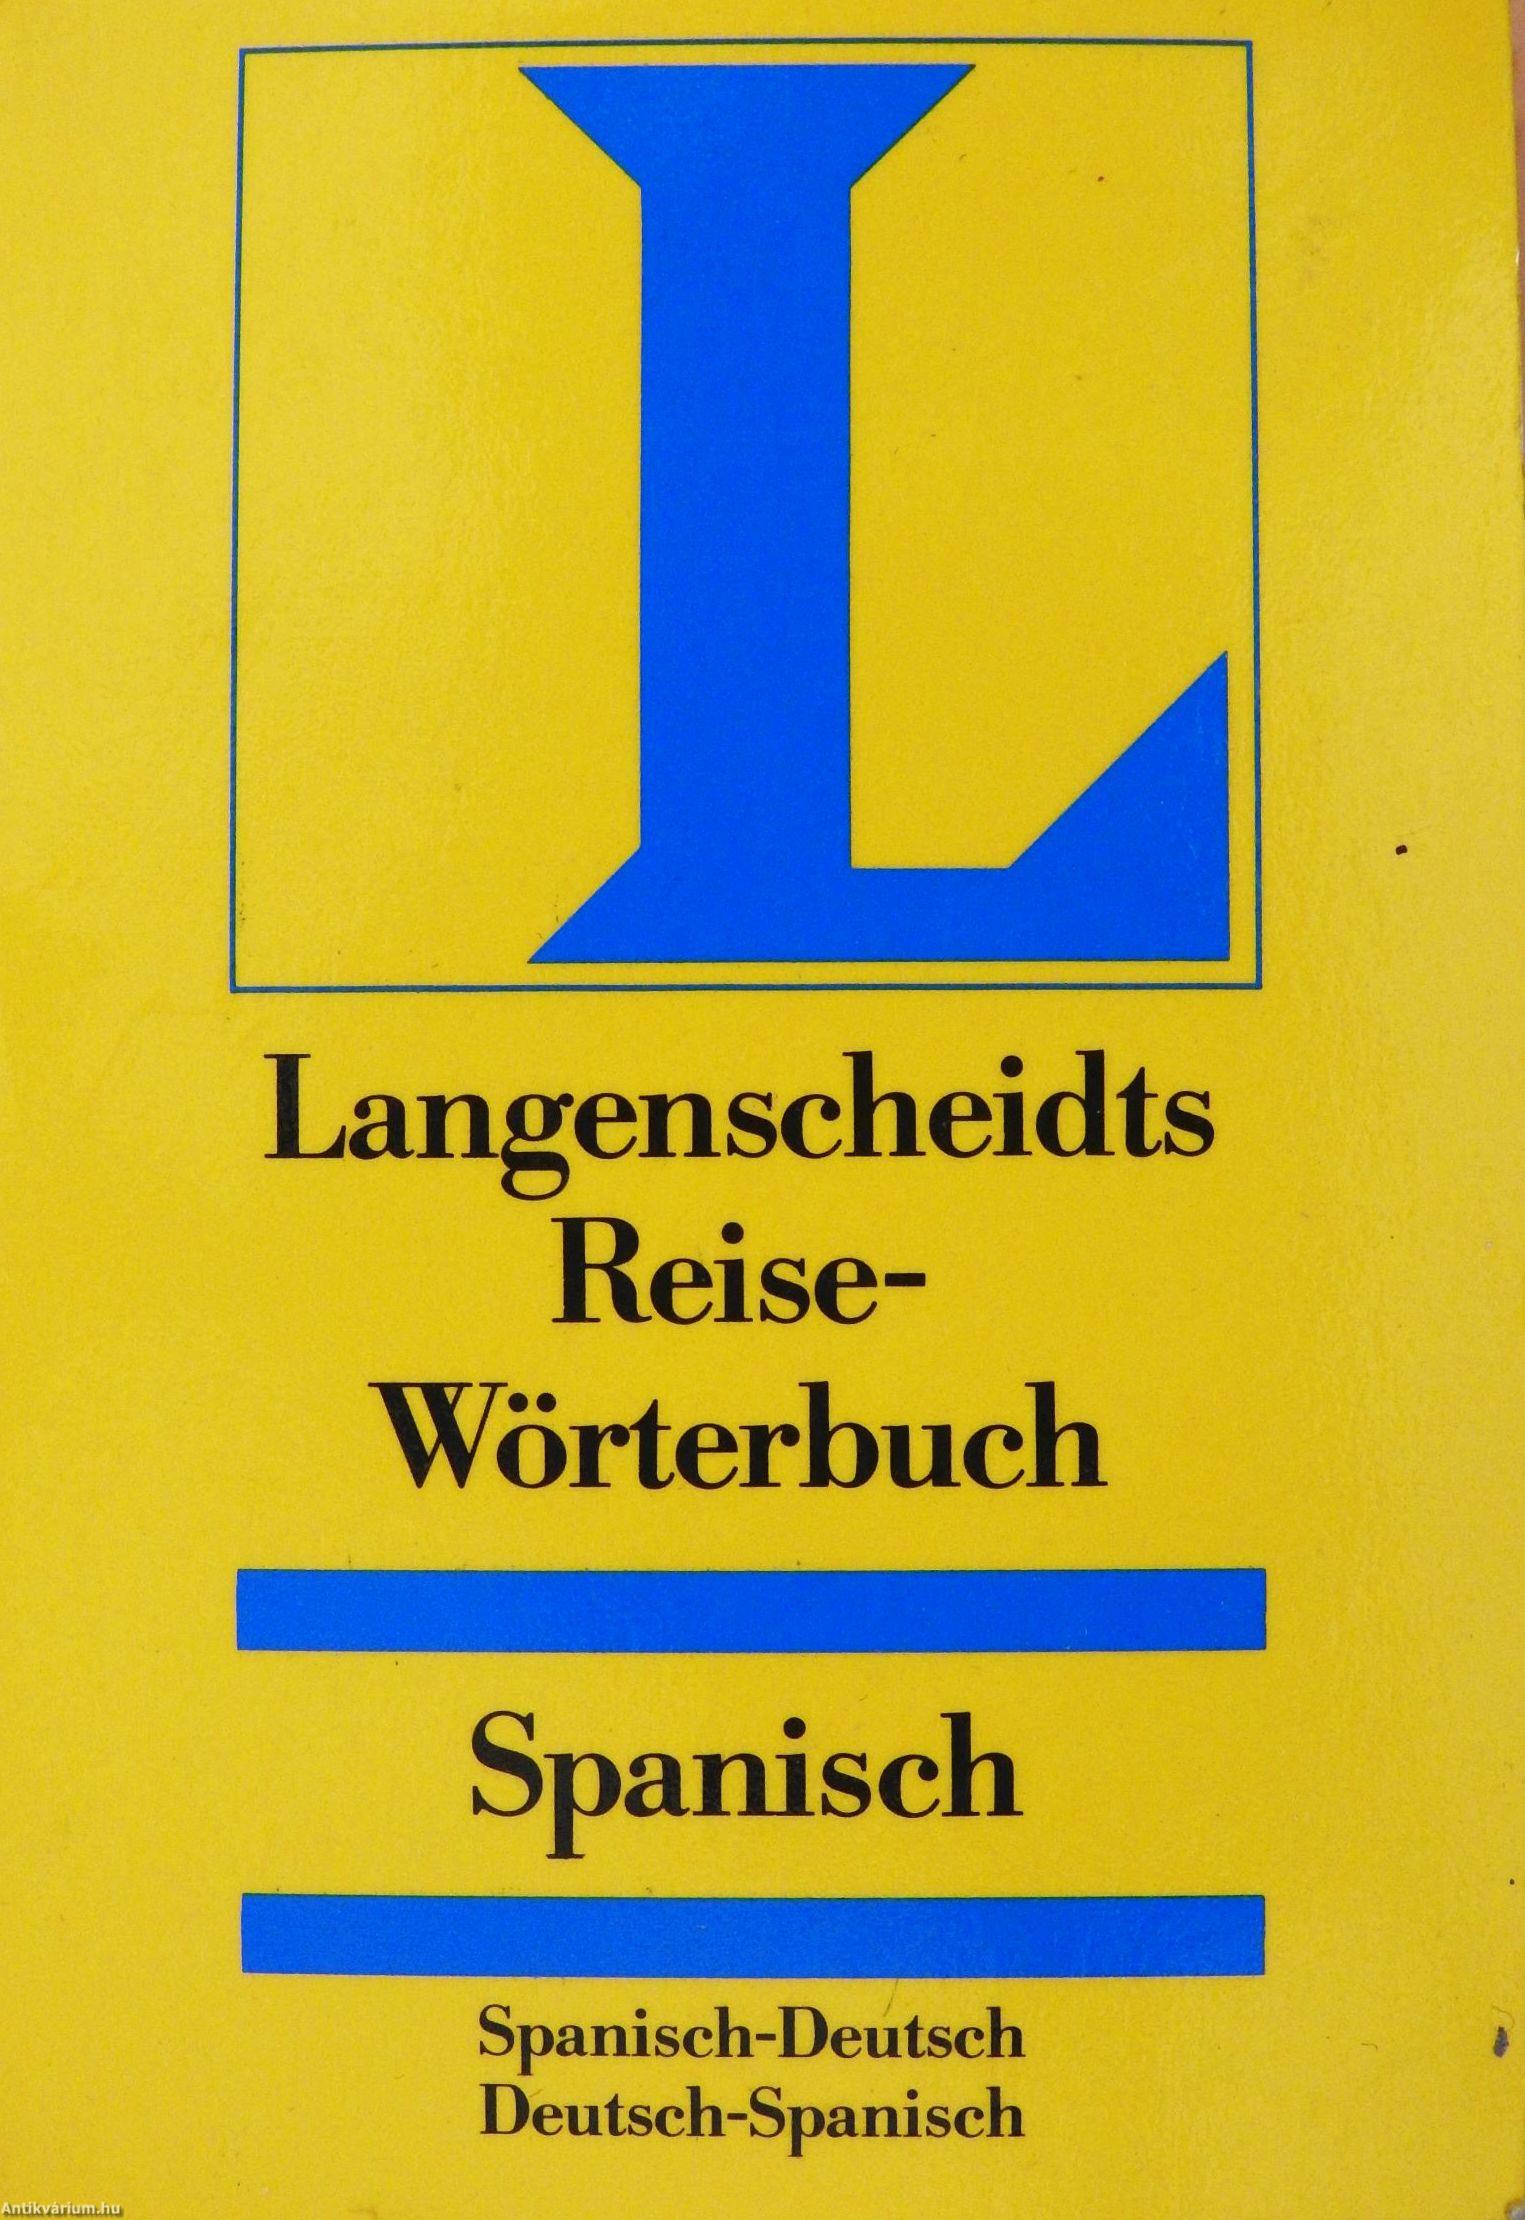 L
Langenscheidts
Reise-
Wörterbuch
Spanisch
Spanisch-Deutsch
Deutsch-Spanisch
Antikvárium.hu